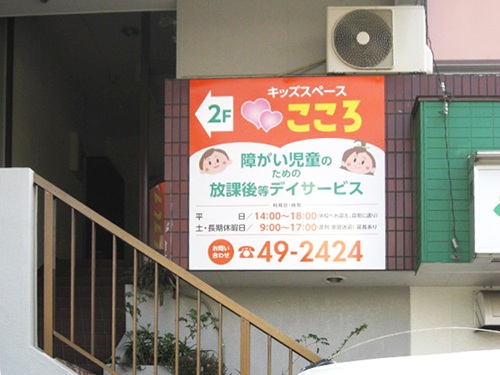 2F
キッズスペース
こころ
障がい児童の
ための
放課後等デイサービス
平 日／14:00～18:00
土・長期休暇日／9:00～17:00
お問い合わせ ☎49-2424